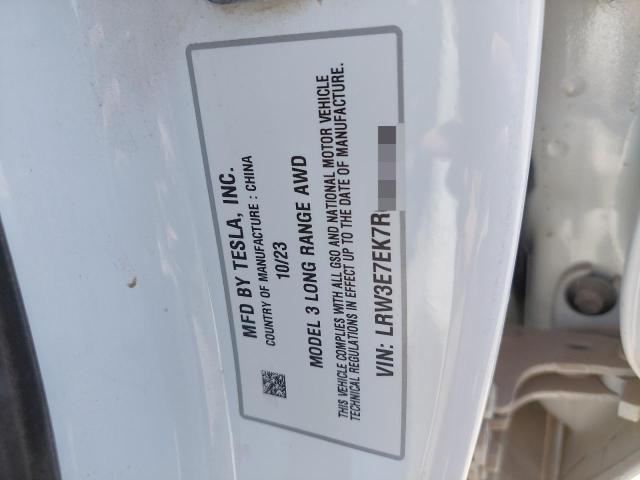 MFD BY TESLA, INC.
COUNTRY OF MANUFACTURE : CHINA
10/23
MODEL 3 LONG RANGE AWD
THIS VEHICLE COMPLIES WITH ALL GSO AND NATIONAL MOTOR VEHICLE
TECHNICAL REGULATIONS IN EFFECT UP TO THE DATE OF MANUFACTURE.
VIN: LRW3E7EK7R